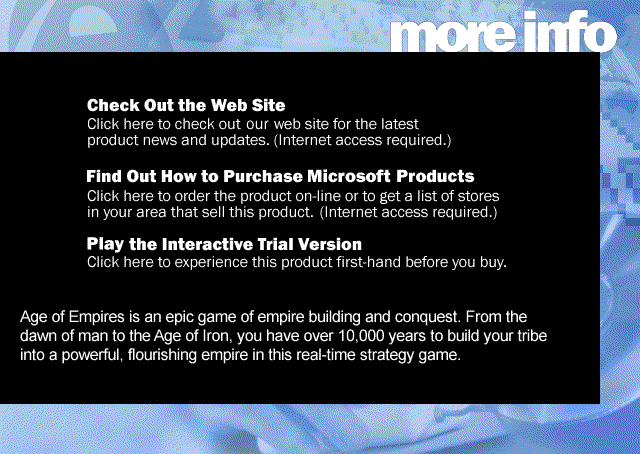 more info
Check Out the Web Site
Click here to check out our web site for the latest
product news and updates. (Internet access required.)
Find Out How to Purchase Microsoft Products
Click here to order the product on-line or to get a list of stores
in your area that sell this product. (Internet access required.)
Play the Interactive Trial Version
Click here to experience this product first-hand before you buy.
Age of Empires is an epic game of empire building and conquest. From the
dawn of man to the Age of Iron, you have over 10,000 years to build your tribe
into a powerful, flourishing empire in this real-time strategy game.